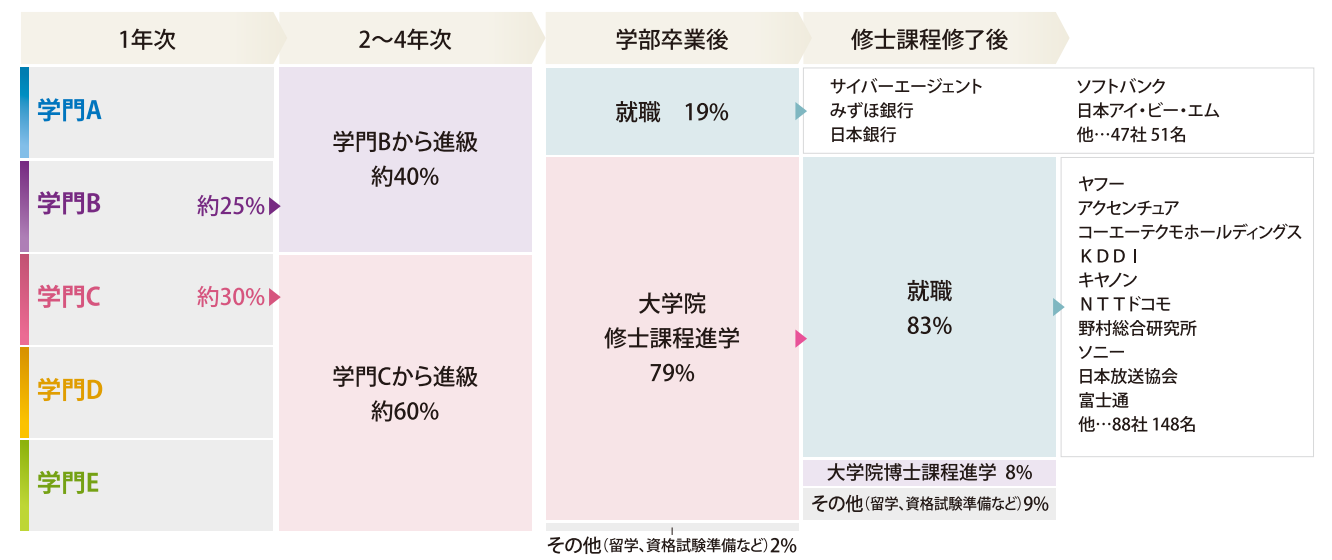 1年次
2～4年次
学部卒業後
修士課程修了後
学門A
学門B
約25%
学門C
約30%
学門D
学門E
学門Bから進級
約40%
学門Cから進級
約60%
就職 19%
大学院
修士課程進学
79%
その他(留学、資格試験準備など)2%
サイバーエージェント
みずほ銀行
日本銀行
ソフトバンク
日本アイ・ビー・エム
他…47社 51名
就職
83%
大学院博士課程進学 8%
その他(留学、資格試験準備など)9%
ヤフー
アクセンチュア
コーエーテクモホールディングス
ＫＤＤＩ
キヤノン
ＮＴＴドコモ
野村総合研究所
ソニー
日本放送協会
富士通
他…88社 148名